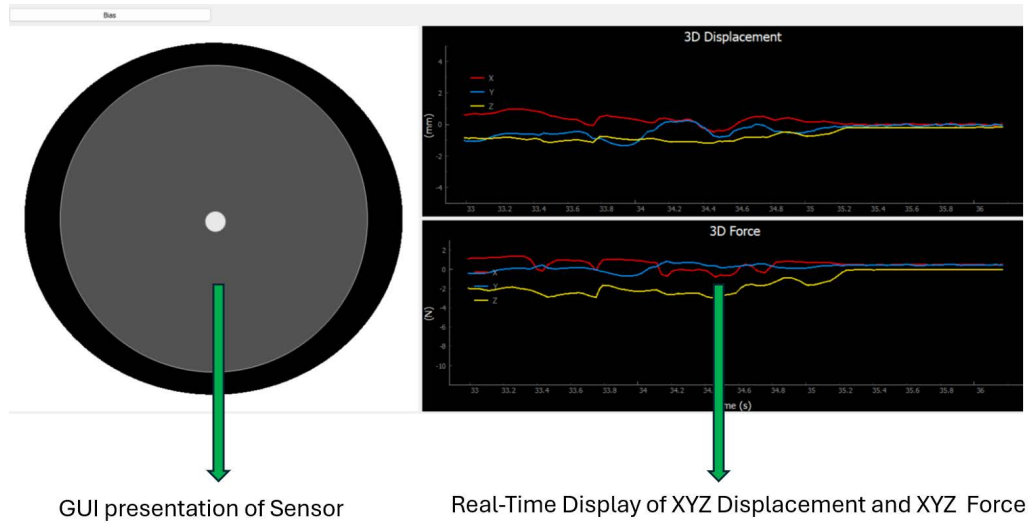 Bias
3D Displacement
4
2
0
-2
-4
(mm)
X
Y
Z
33 33.2 33.4 33.6 33.8 34 34.2 34.4 34.6 34.8 35 35.2 35.4 35.6 35.8 36
3D Force
2
0
-2
-4
-6
-8
-10
(N)
X
Y
Z
33 33.2 33.4 33.6 33.8 34 34.2 34.4 34.6 34.8 35 35.2 35.4 35.6 35.8 36
me (s)
GUI presentation of Sensor
Real-Time Display of XYZ Displacement and XYZ Force